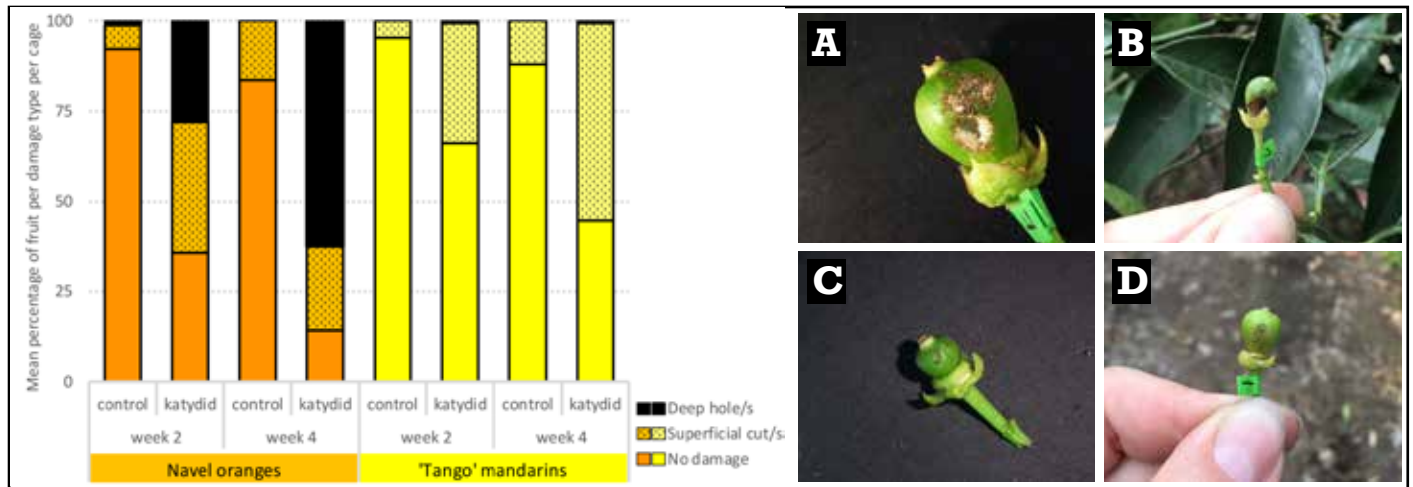 Mean percentage of fruit per damage type per cage
100
75
50
25
0
control katydid control katydid control katydid control katydid
week 2 week 4 week 2 week 4
Navel oranges 'Tango' mandarins
Deep hole/s
Superficial cut/s
No damage
A
B
C
D